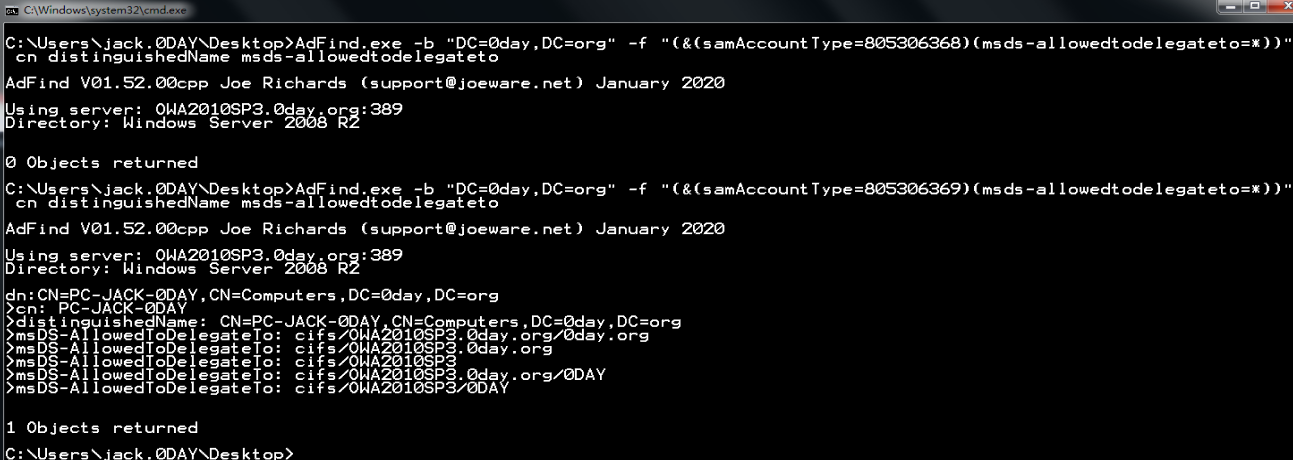 C:\Windows\system32\cmd.exe
C:\Users\jack.0DAY\Desktop>AdFind.exe -b "DC=0day,DC=org" -f "(&(samAccountType=805306368)(msds-allowedtodelegateto=*))"
cn distinguishedName msds-allowedtodelegateto
AdFind V01.52.00cpp Joe Richards (support@joeware.net) January 2020
Using server: OWA2010SP3.0day.org:389
Directory: Windows Server 2008 R2
0 Objects returned
C:\Users\jack.0DAY\Desktop>AdFind.exe -b "DC=0day,DC=org" -f "(&(samAccountType=805306369)(msds-allowedtodelegateto=*))"
cn distinguishedName msds-allowedtodelegateto
AdFind V01.52.00cpp Joe Richards (support@joeware.net) January 2020
Using server: OWA2010SP3.0day.org:389
Directory: Windows Server 2008 R2
dn:CN=PC-JACK-0DAY,CN=Computers,DC=0day,DC=org
>cn: PC-JACK-0DAY
>distinguishedName: CN=PC-JACK-0DAY,CN=Computers,DC=0day,DC=org
>msDS-AllowedToDelegateTo: cifs/OWA2010SP3.0day.org/0day.org
>msDS-AllowedToDelegateTo: cifs/OWA2010SP3.0day.org
>msDS-AllowedToDelegateTo: cifs/OWA2010SP3
>msDS-AllowedToDelegateTo: cifs/OWA2010SP3.0day.org/0DAY
>msDS-AllowedToDelegateTo: cifs/OWA2010SP3/0DAY
1 Objects returned
C:\Users\jack.0DAY\Desktop>